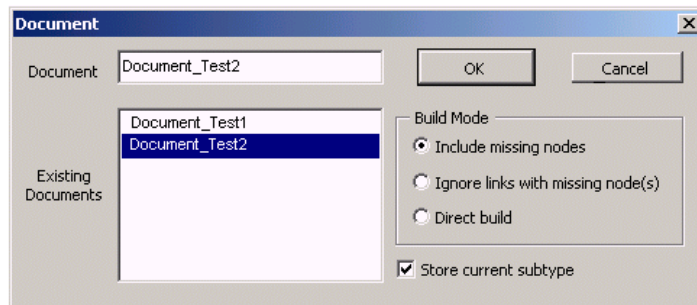 Document
Document
Document_Test2
OK
Cancel
Existing
Documents
Document_Test1
Document_Test2
Build Mode
Include missing nodes
Ignore links with missing node(s)
Direct build
Store current subtype